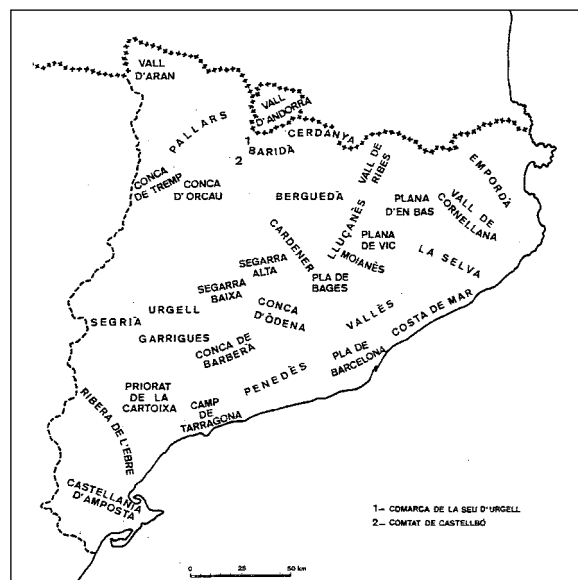 VALL
D'ARAN
VALL
D'ANDORRA
PALLARS
1
CERDANYA
BARIDÀ
2
VALL DE
RIBES
EMPORDÀ
CONCA
DE TREMP
CONCA
D'ORCAU
BERGUEDÀ
PLANA
D'EN BAS
VALL DE
CORNELLANA
LLUÇANÈS
CARDENER
PLANA
DE VIC
MOIANÈS
LA SELVA
SEGARRA
ALTA
PLA DE
BAGES
SEGARRA
BAIXA
URGELL
CONCA
D'ÒDENA
VALLÈS
COSTA DE MAR
SEGRIÀ
GARRIGUES
CONCA DE
BARBERÀ
PLA DE
BARCELONA
PENEDÈS
PRIORAT
DE LA
CARTOIXA
CAMP
DE
TARRAGONA
RIBERA DE L'EBRE
CASTELLANIA
D'AMPOSTA
1– COMARCA DE LA SEU D'URGELL
2– COMTAT DE CASTELLBÓ
0 25 50 km